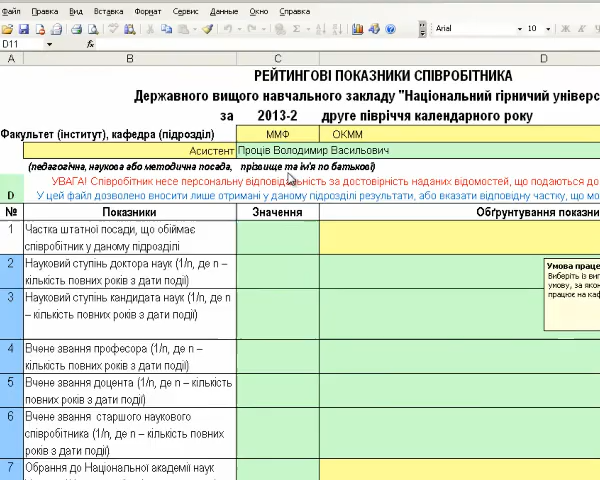 Файл Правка Вид Вставка Формат Сервис Данные Окно Справка
Arial 10 Ж К
D11 fx
A B C D
РЕЙТИНГОВІ ПОКАЗНИКИ СПІВРОБІТНИКА
Державного вищого навчального закладу "Національний гірничий універс
за 2013-2 друге півріччя календарного року
Факультет (інститут), кафедра (підрозділ) ММФ ОКММ
Асистент Проців Володимир Васильович
(педагогічна, наукова або методична посада, прізвище та ім'я по батькові)
УВАГА! Співробітник несе персональну відповідальність за достовірність наданих відомостей, що подаються до
D У цей файл дозволено вносити лише отримані у даному підрозділі результати, або вказати відповідну частку, що мо
№ Показники Значення Обґрунтування показни
1 Частка штатної посади, що обіймає
співробітник у даному підрозділі
2 Науковий ступінь доктора наук (1/n, де n –
кількість повних років з дати події)
Умова праце
Виберіть із вип
умову, за якою
працює на каф
3 Науковий ступінь кандидата наук (1/n, де n
– кількість повних років з дати події)
4 Вчене звання професора (1/n, де n –
кількість повних років з дати події)
5 Вчене звання доцента (1/n, де n – кількість
повних років з дати події)
6 Вчене звання старшого наукового
співробітника (1/n, де n – кількість повних
років з дати події)
7 Обрання до Національної академії наук